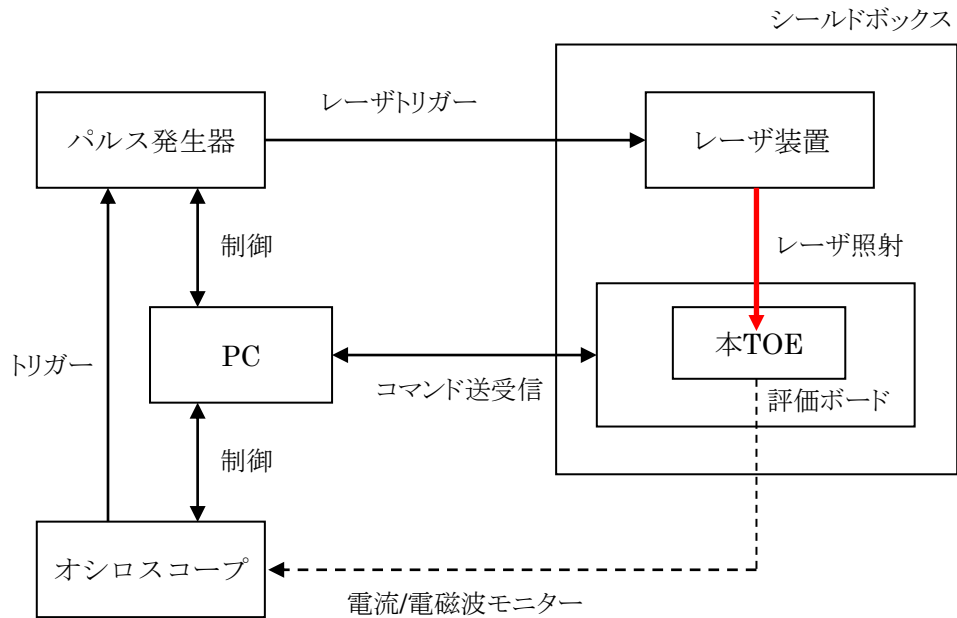 シールドボックス
レーザトリガー
パルス発生器
レーザ装置
制御
レーザ照射
トリガー
PC
本TOE
コマンド送受信
評価ボード
制御
オシロスコープ
電流/電磁波モニター